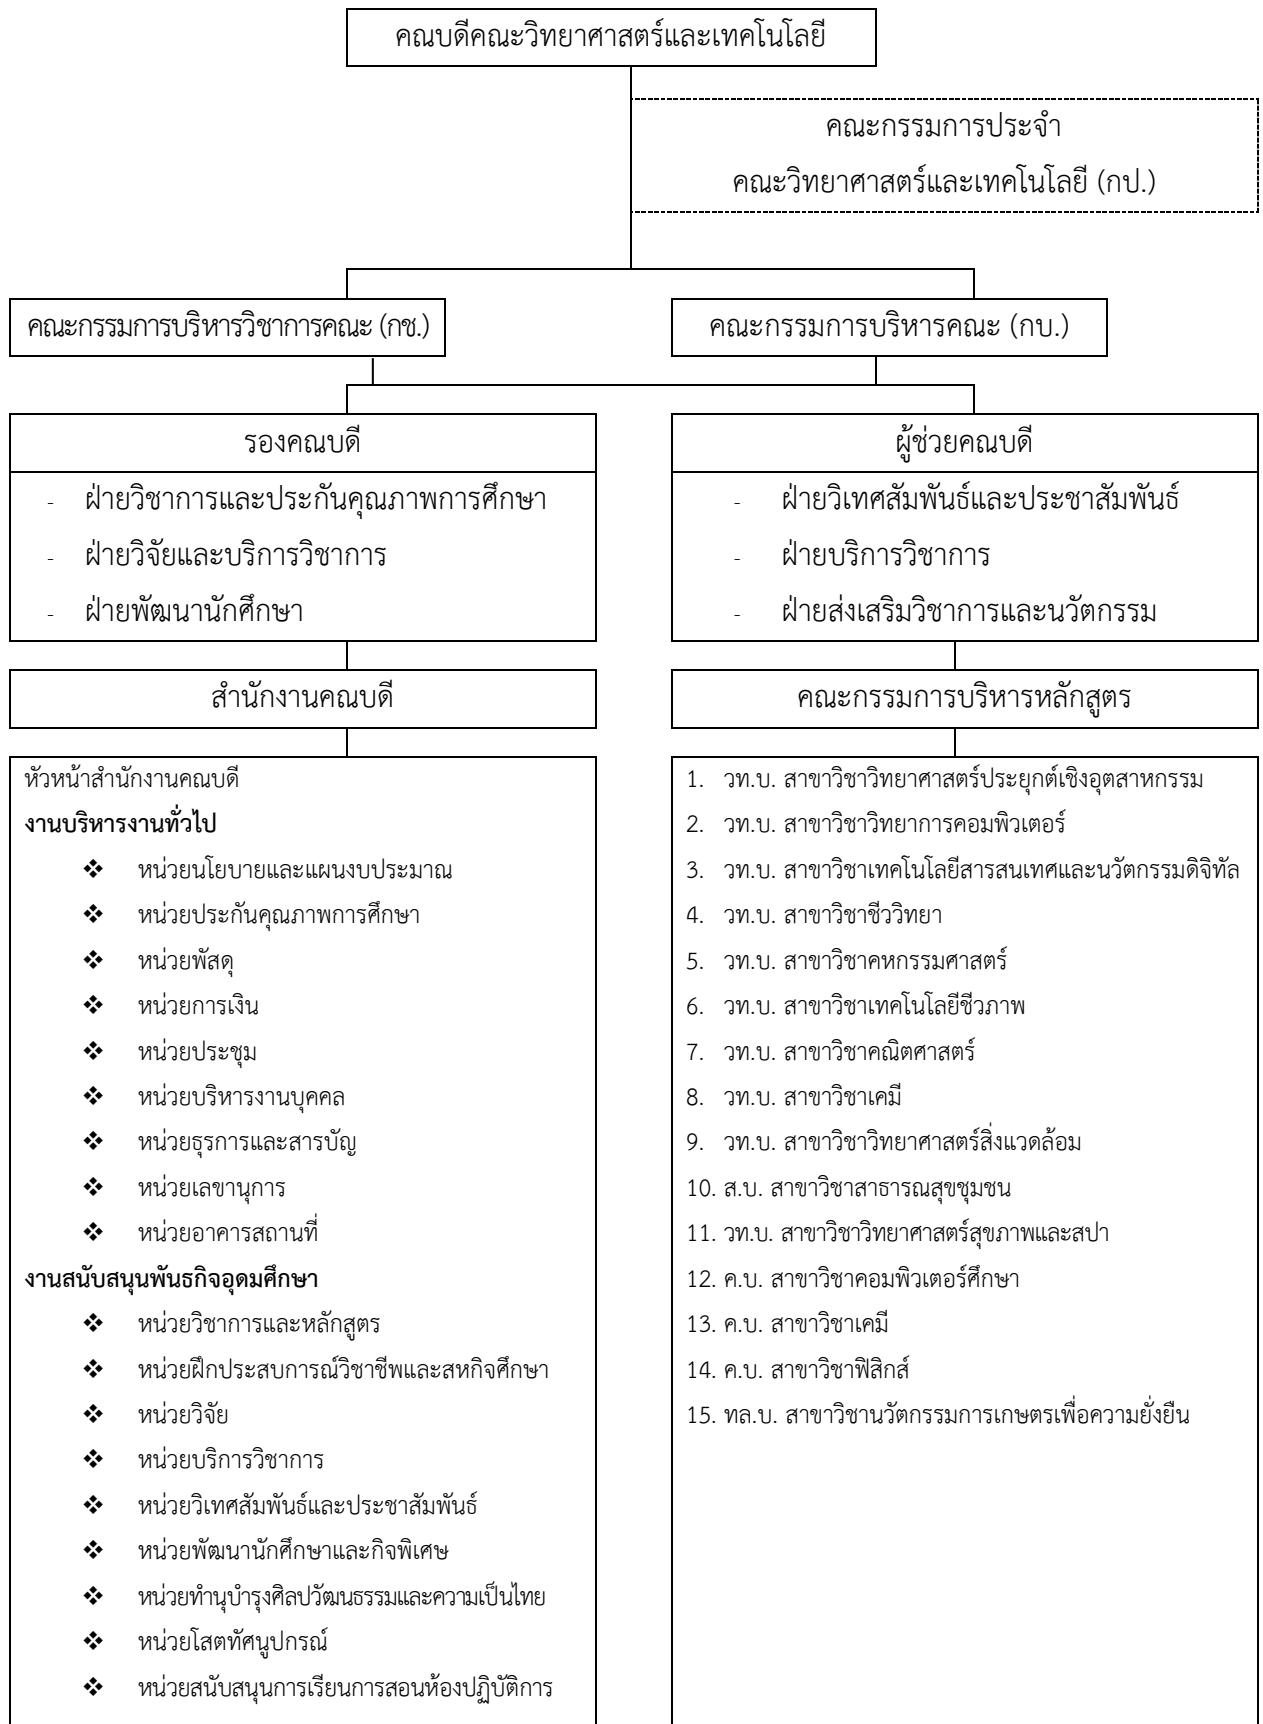 คณบดีคณะวิทยาศาสตร์และเทคโนโลยี
คณะกรรมการประจำ
คณะวิทยาศาสตร์และเทคโนโลยี (กป.)
คณะกรรมการบริหารวิชาการคณะ (กช.)
คณะกรรมการบริหารคณะ (กบ.)
รองคณบดี
- ฝ่ายวิชาการและประกันคุณภาพการศึกษา
- ฝ่ายวิจัยและบริการวิชาการ
- ฝ่ายพัฒนานักศึกษา
ผู้ช่วยคณบดี
- ฝ่ายวิเทศสัมพันธ์และประชาสัมพันธ์
- ฝ่ายบริการวิชาการ
- ฝ่ายส่งเสริมวิชาการและนวัตกรรม
สำนักงานคณบดี
คณะกรรมการบริหารหลักสูตร
หัวหน้าสำนักงานคณบดี
งานบริหารงานทั่วไป
❖ หน่วยนโยบายและแผนงบประมาณ
❖ หน่วยประกันคุณภาพการศึกษา
❖ หน่วยพัสดุ
❖ หน่วยการเงิน
❖ หน่วยประชุม
❖ หน่วยบริหารงานบุคคล
❖ หน่วยธุรการและสารบัญ
❖ หน่วยเลขานุการ
❖ หน่วยอาคารสถานที่
งานสนับสนุนพันธกิจอุดมศึกษา
❖ หน่วยวิชาการและหลักสูตร
❖ หน่วยฝึกประสบการณ์วิชาชีพและสหกิจศึกษา
❖ หน่วยวิจัย
❖ หน่วยบริการวิชาการ
❖ หน่วยวิเทศสัมพันธ์และประชาสัมพันธ์
❖ หน่วยพัฒนานักศึกษาและกิจพิเศษ
❖ หน่วยทำนุบำรุงศิลปวัฒนธรรมและความเป็นไทย
❖ หน่วยโสตทัศนูปกรณ์
❖ หน่วยสนับสนุนการเรียนการสอนห้องปฏิบัติการ
1. วท.บ. สาขาวิชาวิทยาศาสตร์ประยุกต์เชิงอุตสาหกรรม
2. วท.บ. สาขาวิชาวิทยาการคอมพิวเตอร์
3. วท.บ. สาขาวิชาเทคโนโลยีสารสนเทศและนวัตกรรมดิจิทัล
4. วท.บ. สาขาวิชาชีววิทยา
5. วท.บ. สาขาวิชาคหกรรมศาสตร์
6. วท.บ. สาขาวิชาเทคโนโลยีชีวภาพ
7. วท.บ. สาขาวิชาคณิตศาสตร์
8. วท.บ. สาขาวิชาเคมี
9. วท.บ. สาขาวิชาวิทยาศาสตร์สิ่งแวดล้อม
10. ส.บ. สาขาวิชาสาธารณสุขชุมชน
11. วท.บ. สาขาวิชาวิทยาศาสตร์สุขภาพและสปา
12. ค.บ. สาขาวิชาคอมพิวเตอร์ศึกษา
13. ค.บ. สาขาวิชาเคมี
14. ค.บ. สาขาวิชาฟิสิกส์
15. ทล.บ. สาขาวิชานวัตกรรมการเกษตรเพื่อความยั่งยืน